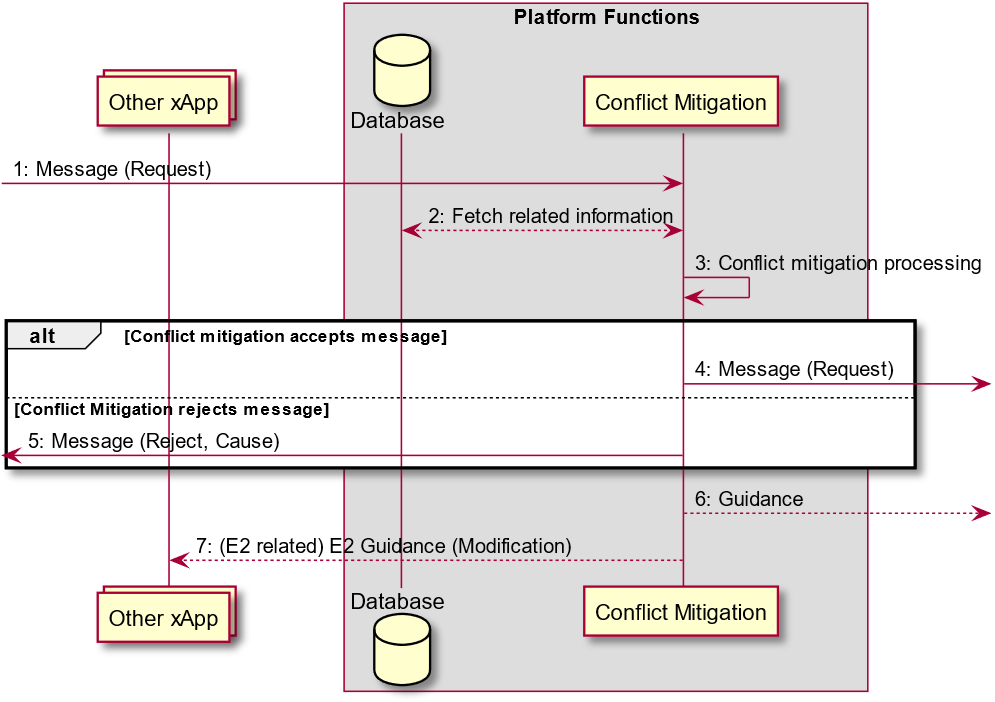 Platform Functions
Other xApp
Database
Conflict Mitigation
1: Message (Request)
2: Fetch related information
3: Conflict mitigation processing
alt
[Conflict mitigation accepts message]
4: Message (Request)
[Conflict Mitigation rejects message]
5: Message (Reject, Cause)
6: Guidance
7: (E2 related) E2 Guidance (Modification)
Other xApp
Database
Conflict Mitigation